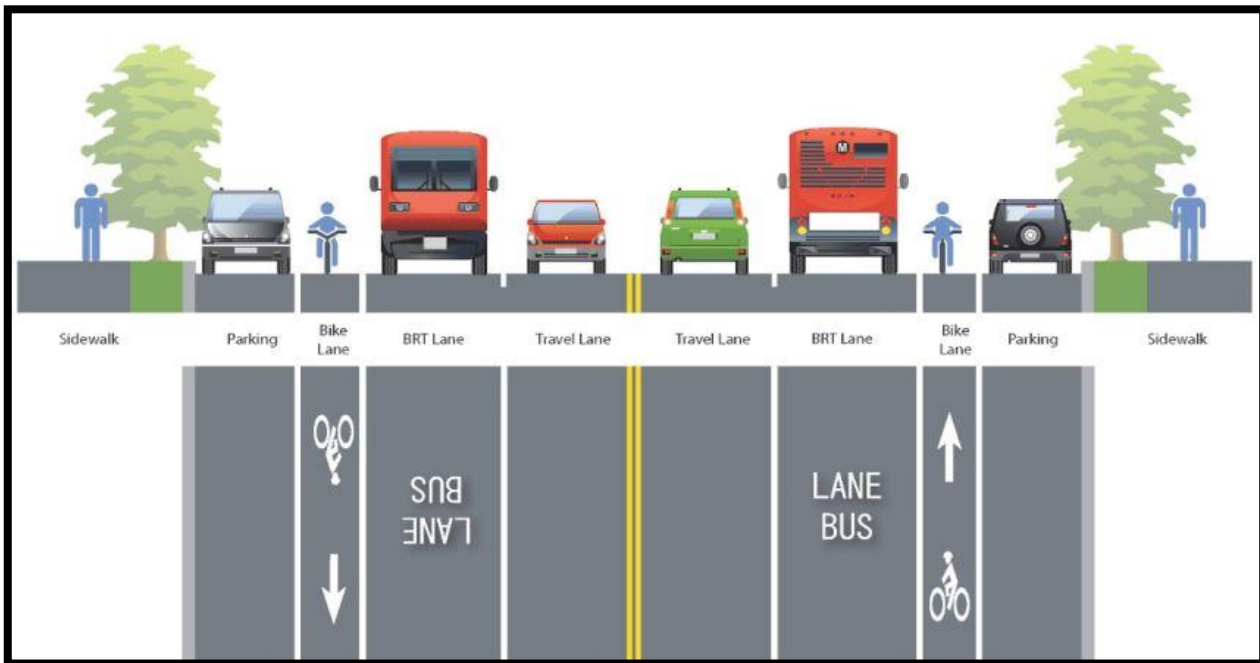 M
Sidewalk
Parking
Bike
Lane
BRT Lane
Travel Lane
Travel Lane
BRT Lane
Bike
Lane
Parking
Sidewalk
BUS
LANE
LANE
BUS